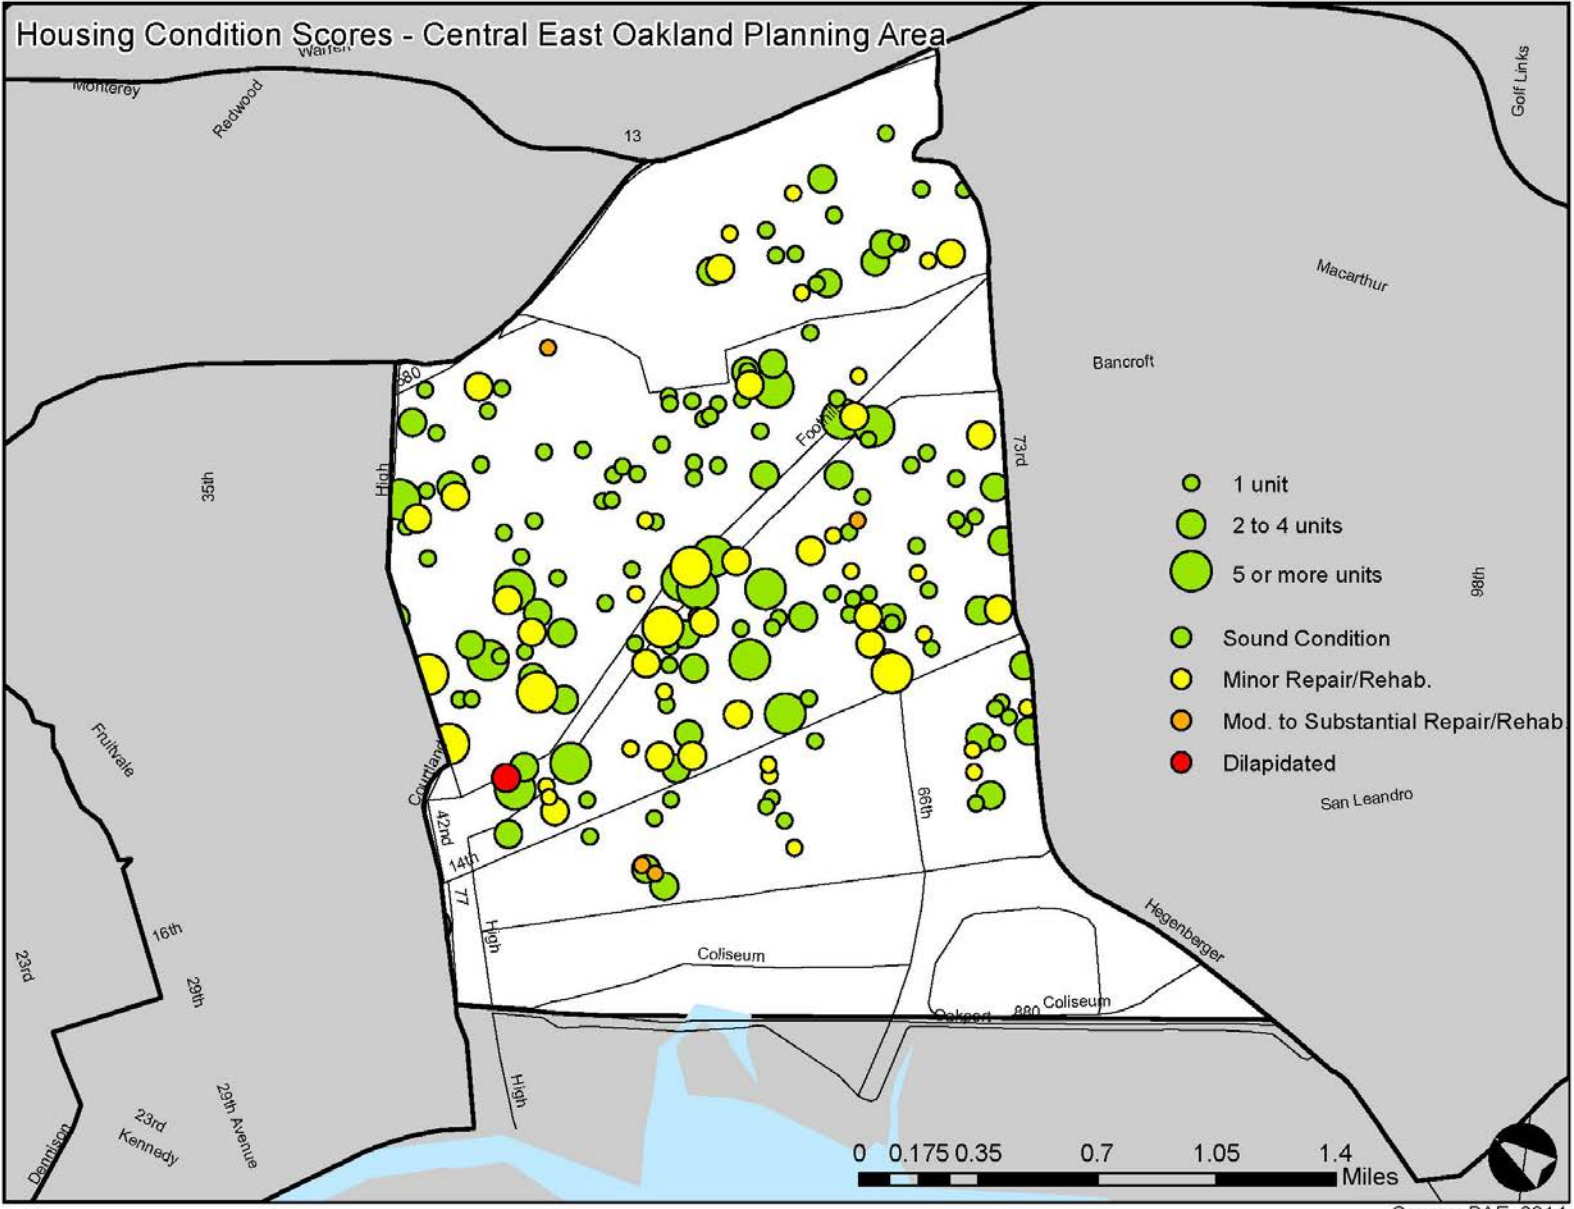 Housing Condition Scores - Central East Oakland Planning Area
Warren
Monterey
Redwood
Golf Links
13
Macarthur
Bancroft
580
Foothill
High
73rd
35th
1 unit
2 to 4 units
5 or more units
98th
Sound Condition
Minor Repair/Rehab.
Mod. to Substantial Repair/Rehab.
Dilapidated
Fruitvale
Courtland
San Leandro
66th
42nd
14th
77
High
16th
23rd
29th
Hegenberger
Coliseum
Coliseum
Oakport
880
High
29th Avenue
23rd
Kennedy
Dennison
0 0.175 0.35 0.7 1.05 1.4
Miles